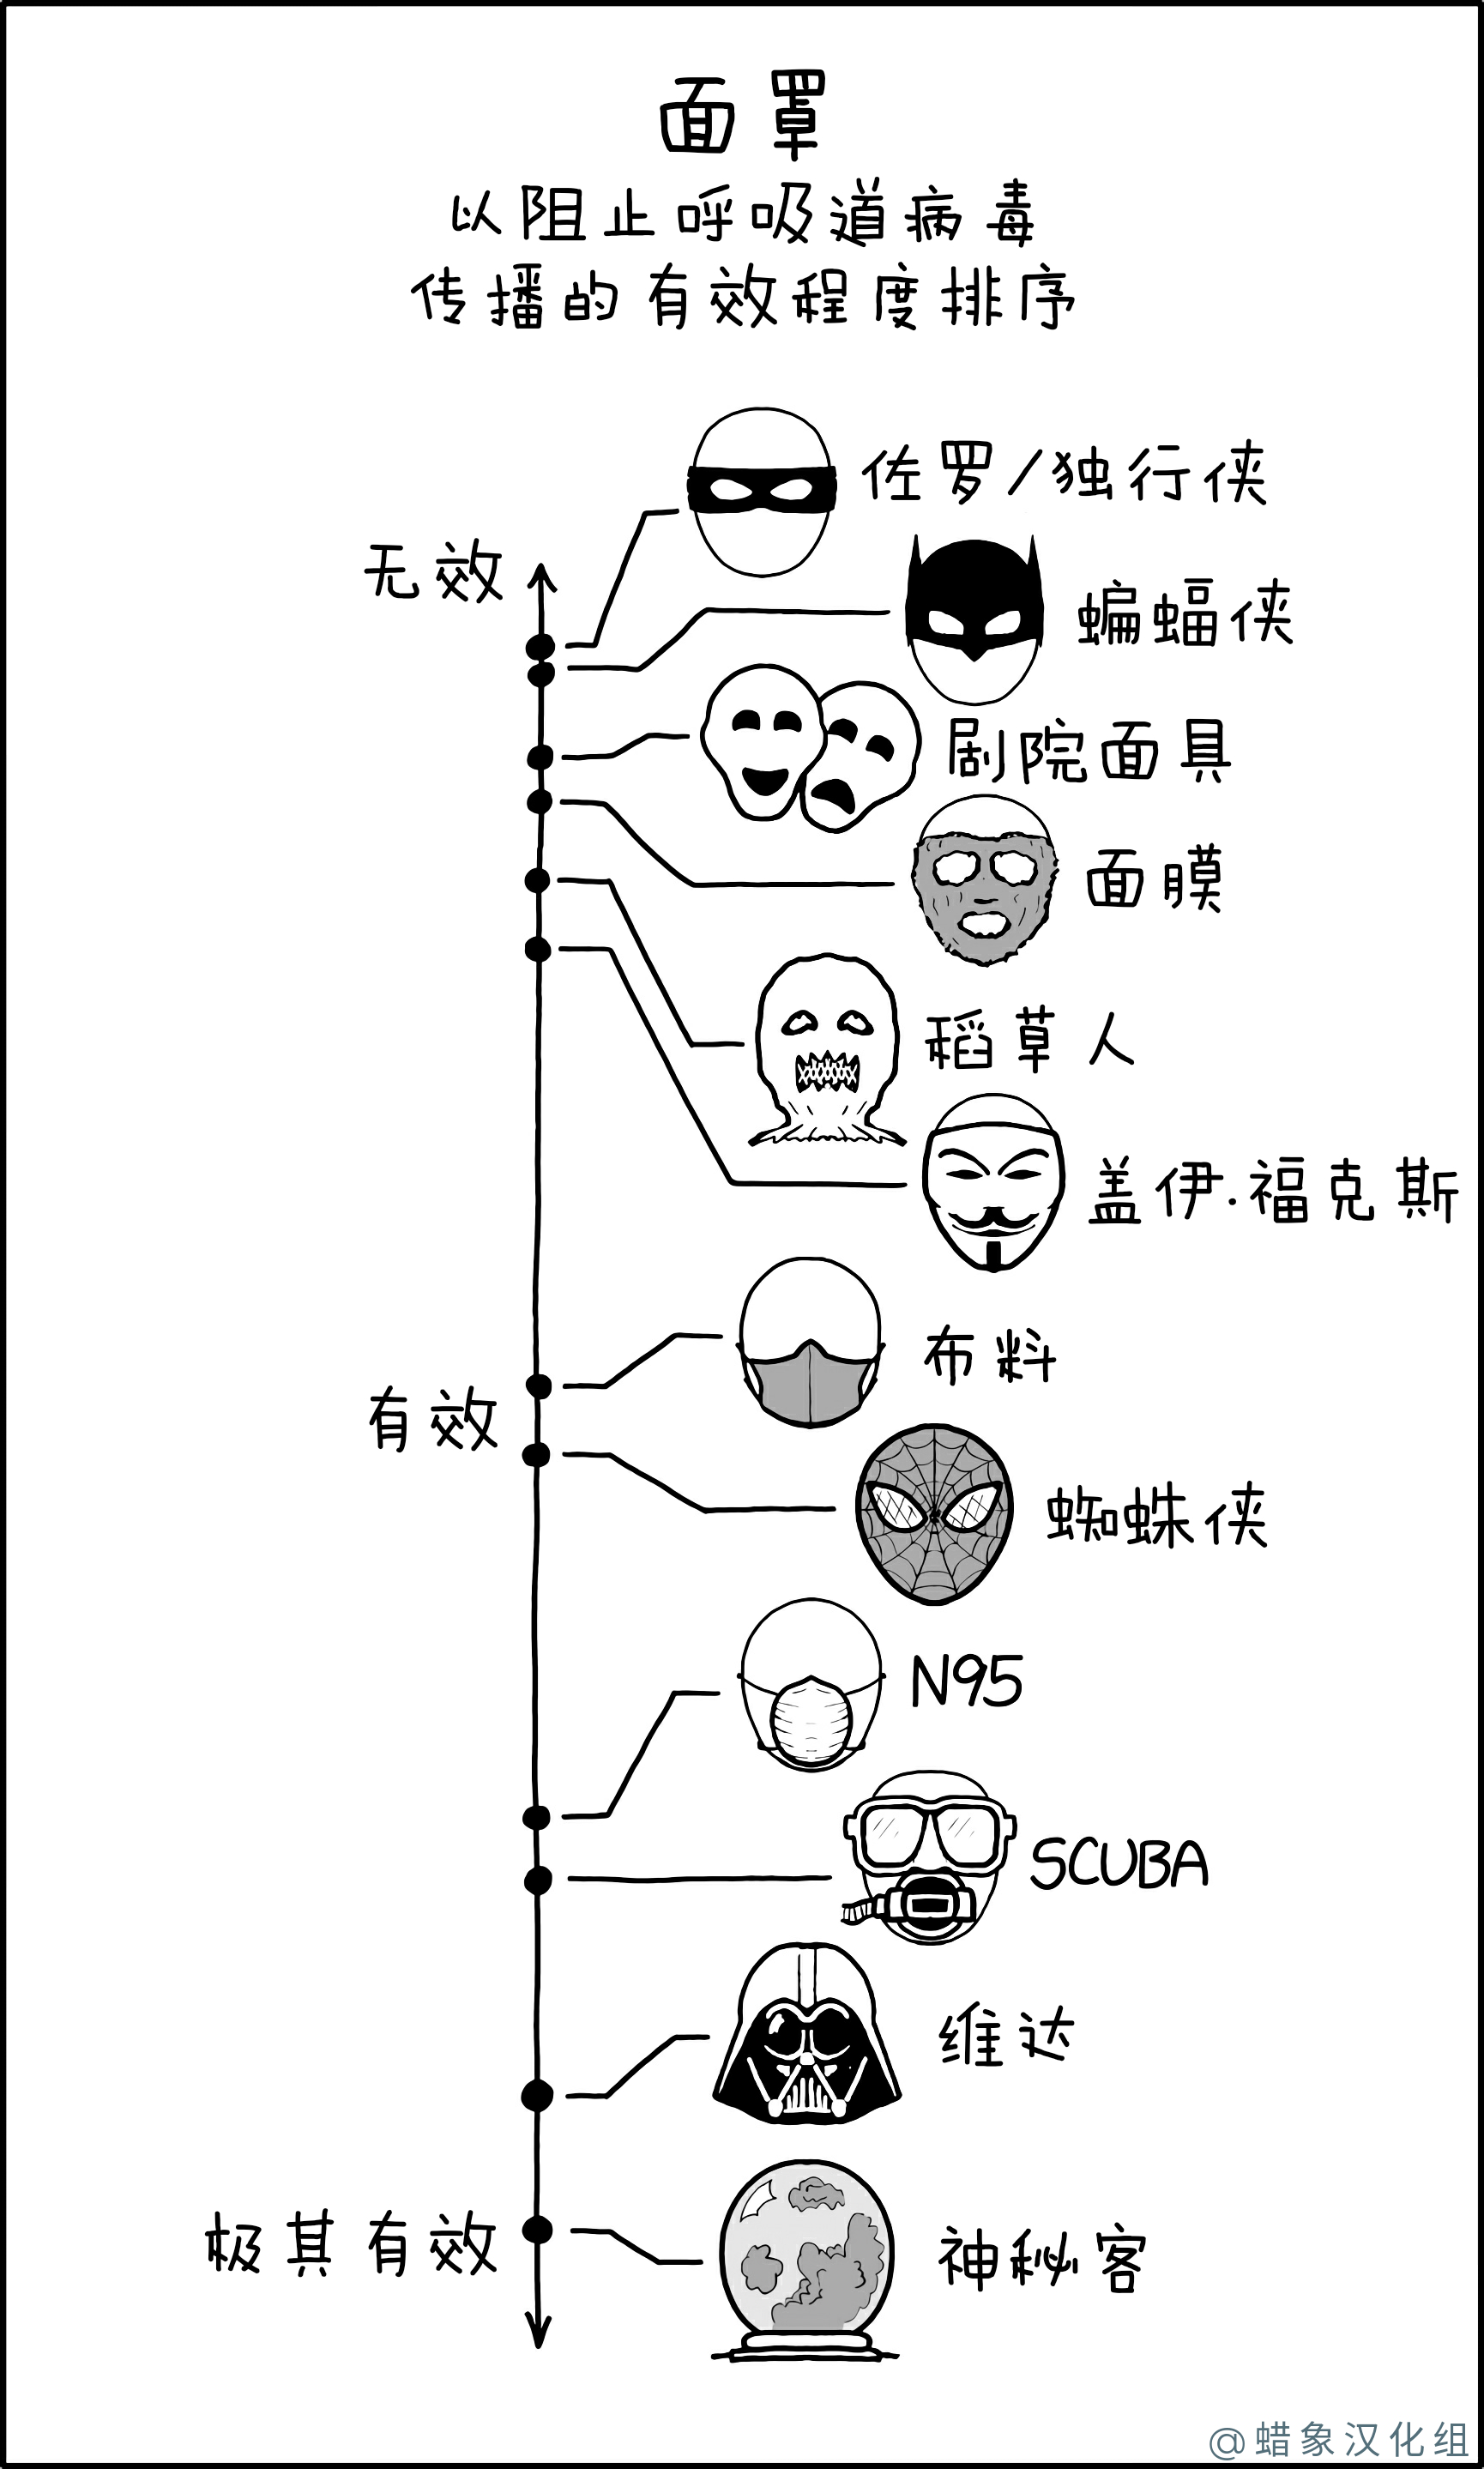 面罩
以阻止呼吸道病毒
传播的有效程度排序
佐罗/独行侠
无效
蝙蝠侠
剧院面具
面膜
稻草人
盖伊·福克斯
布料
有效
蜘蛛侠
N95
SCUBA
维达
极其有效
神秘客
@蜡象汉化组